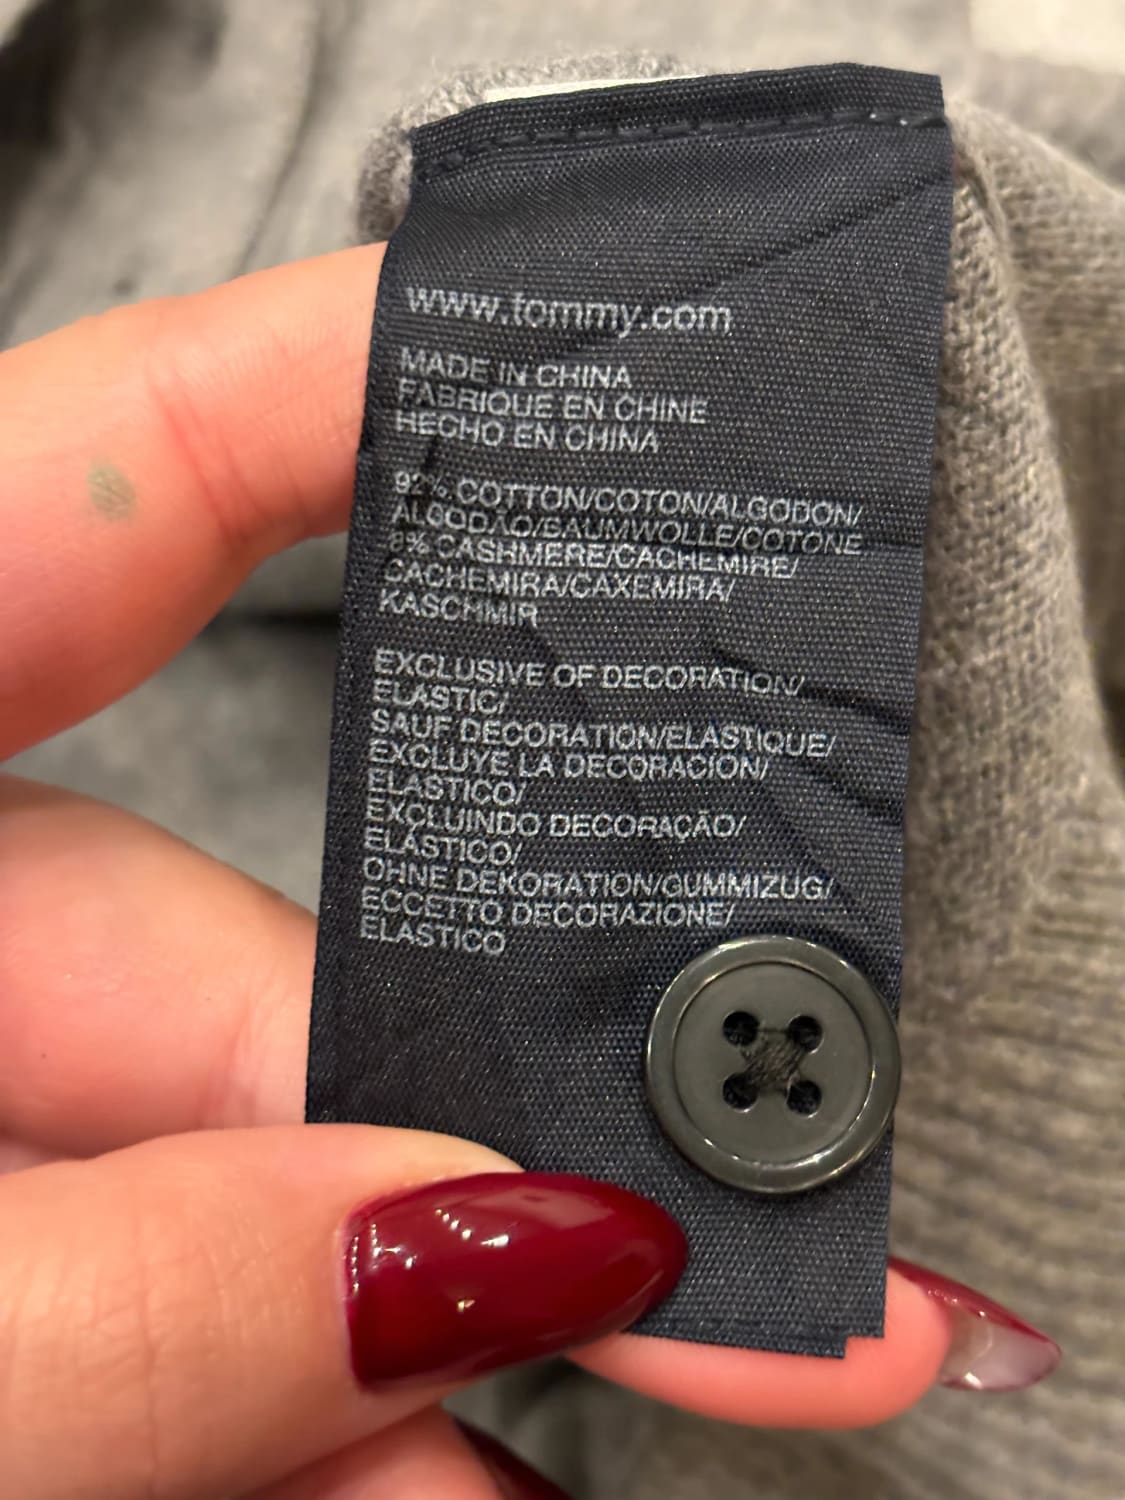 www.tommy.com
MADE IN CHINA
FABRIQUE EN CHINE
HECHO EN CHINA
92% COTTON/COTON/ALGODON/
ALGODÃO/BAUMWOLLE/COTONE
8% CASHMERE/CACHEMIRE/
CACHEMIRA/CAXEMIRA/
KASCHMIR
EXCLUSIVE OF DECORATION/
ELASTIC/
SAUF DECORATION/ELASTIQUE/
EXCLUYE LA DECORACION/
ELASTICO/
EXCLUINDO DECORAÇÃO/
ELÁSTICO/
OHNE DEKORATION/GUMMIZUG/
ECCETTO DECORAZIONE/
ELASTICO